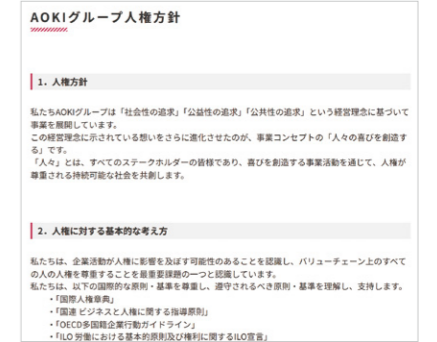 AOKIグループ人権方針
1. 人権方針
私たちAOKIグループは「社会性の追求」「公益性の追求」「公共性の追求」という経営理念に基づいて
事業を展開しています。
この経営理念に示されている想いをさらに進化させたのが、事業コンセプトの「人々の喜びを創造す
る」です。
「人々」とは、すべてのステークホルダーの皆様であり、喜びを創造する事業活動を通じて、人権が
尊重される持続可能な社会を共創します。
2. 人権に対する基本的な考え方
私たちは、企業活動が人権に影響を及ぼす可能性のあることを認識し、バリューチェーン上のすべて
の人の人権を尊重することを最重要課題の一つと認識しています。
私たちは、以下の国際的な原則・基準を尊重し、遵守されるべき原則・基準を理解し、支持します。
・「国際人権章典」
・「国連 ビジネスと人権に関する指導原則」
・「OECD多国籍企業行動ガイドライン」
・「ILO 労働における基本的原則及び権利に関するILO宣言」